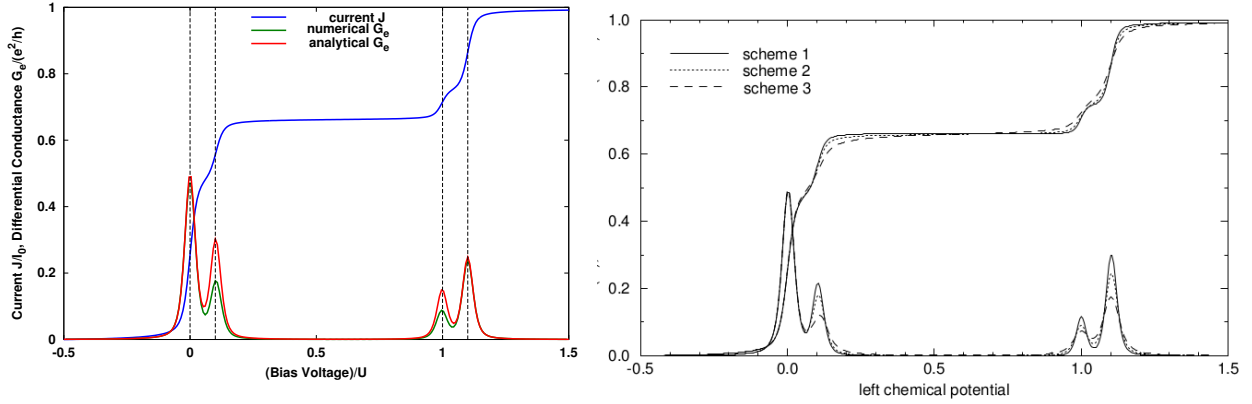 Current J/I₀, Differential Conductance Gₑ/(e²/h)
1
0.8
0.6
0.4
0.2
0
current J
numerical Gₑ
analytical Gₑ
-0.5 0 0.5 1 1.5
(Bias Voltage)/U
1.0
0.8
0.6
0.4
0.2
0.0
scheme 1
scheme 2
scheme 3
-0.5 0.0 0.5 1.0 1.5
left chemical potential